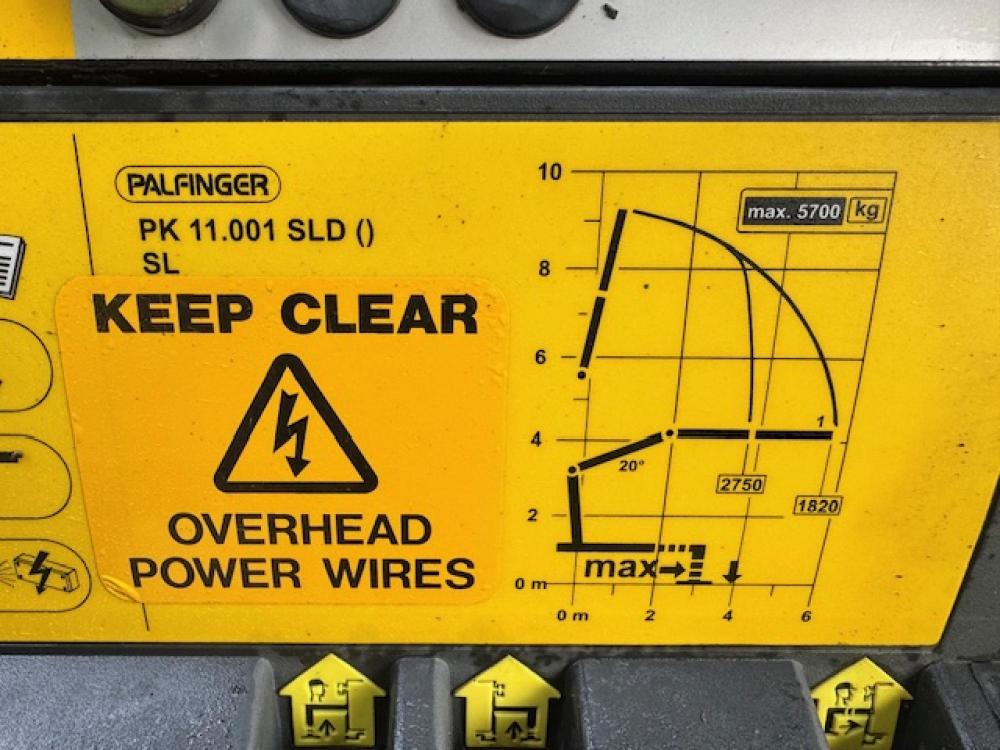 PALFINGER
PK 11.001 SLD ()
SL
KEEP CLEAR
OVERHEAD
POWER WIRES
10
max. 5700 kg
8
6
4
1
20°
2750
1820
2
max
0 m
0 m 2 4 6